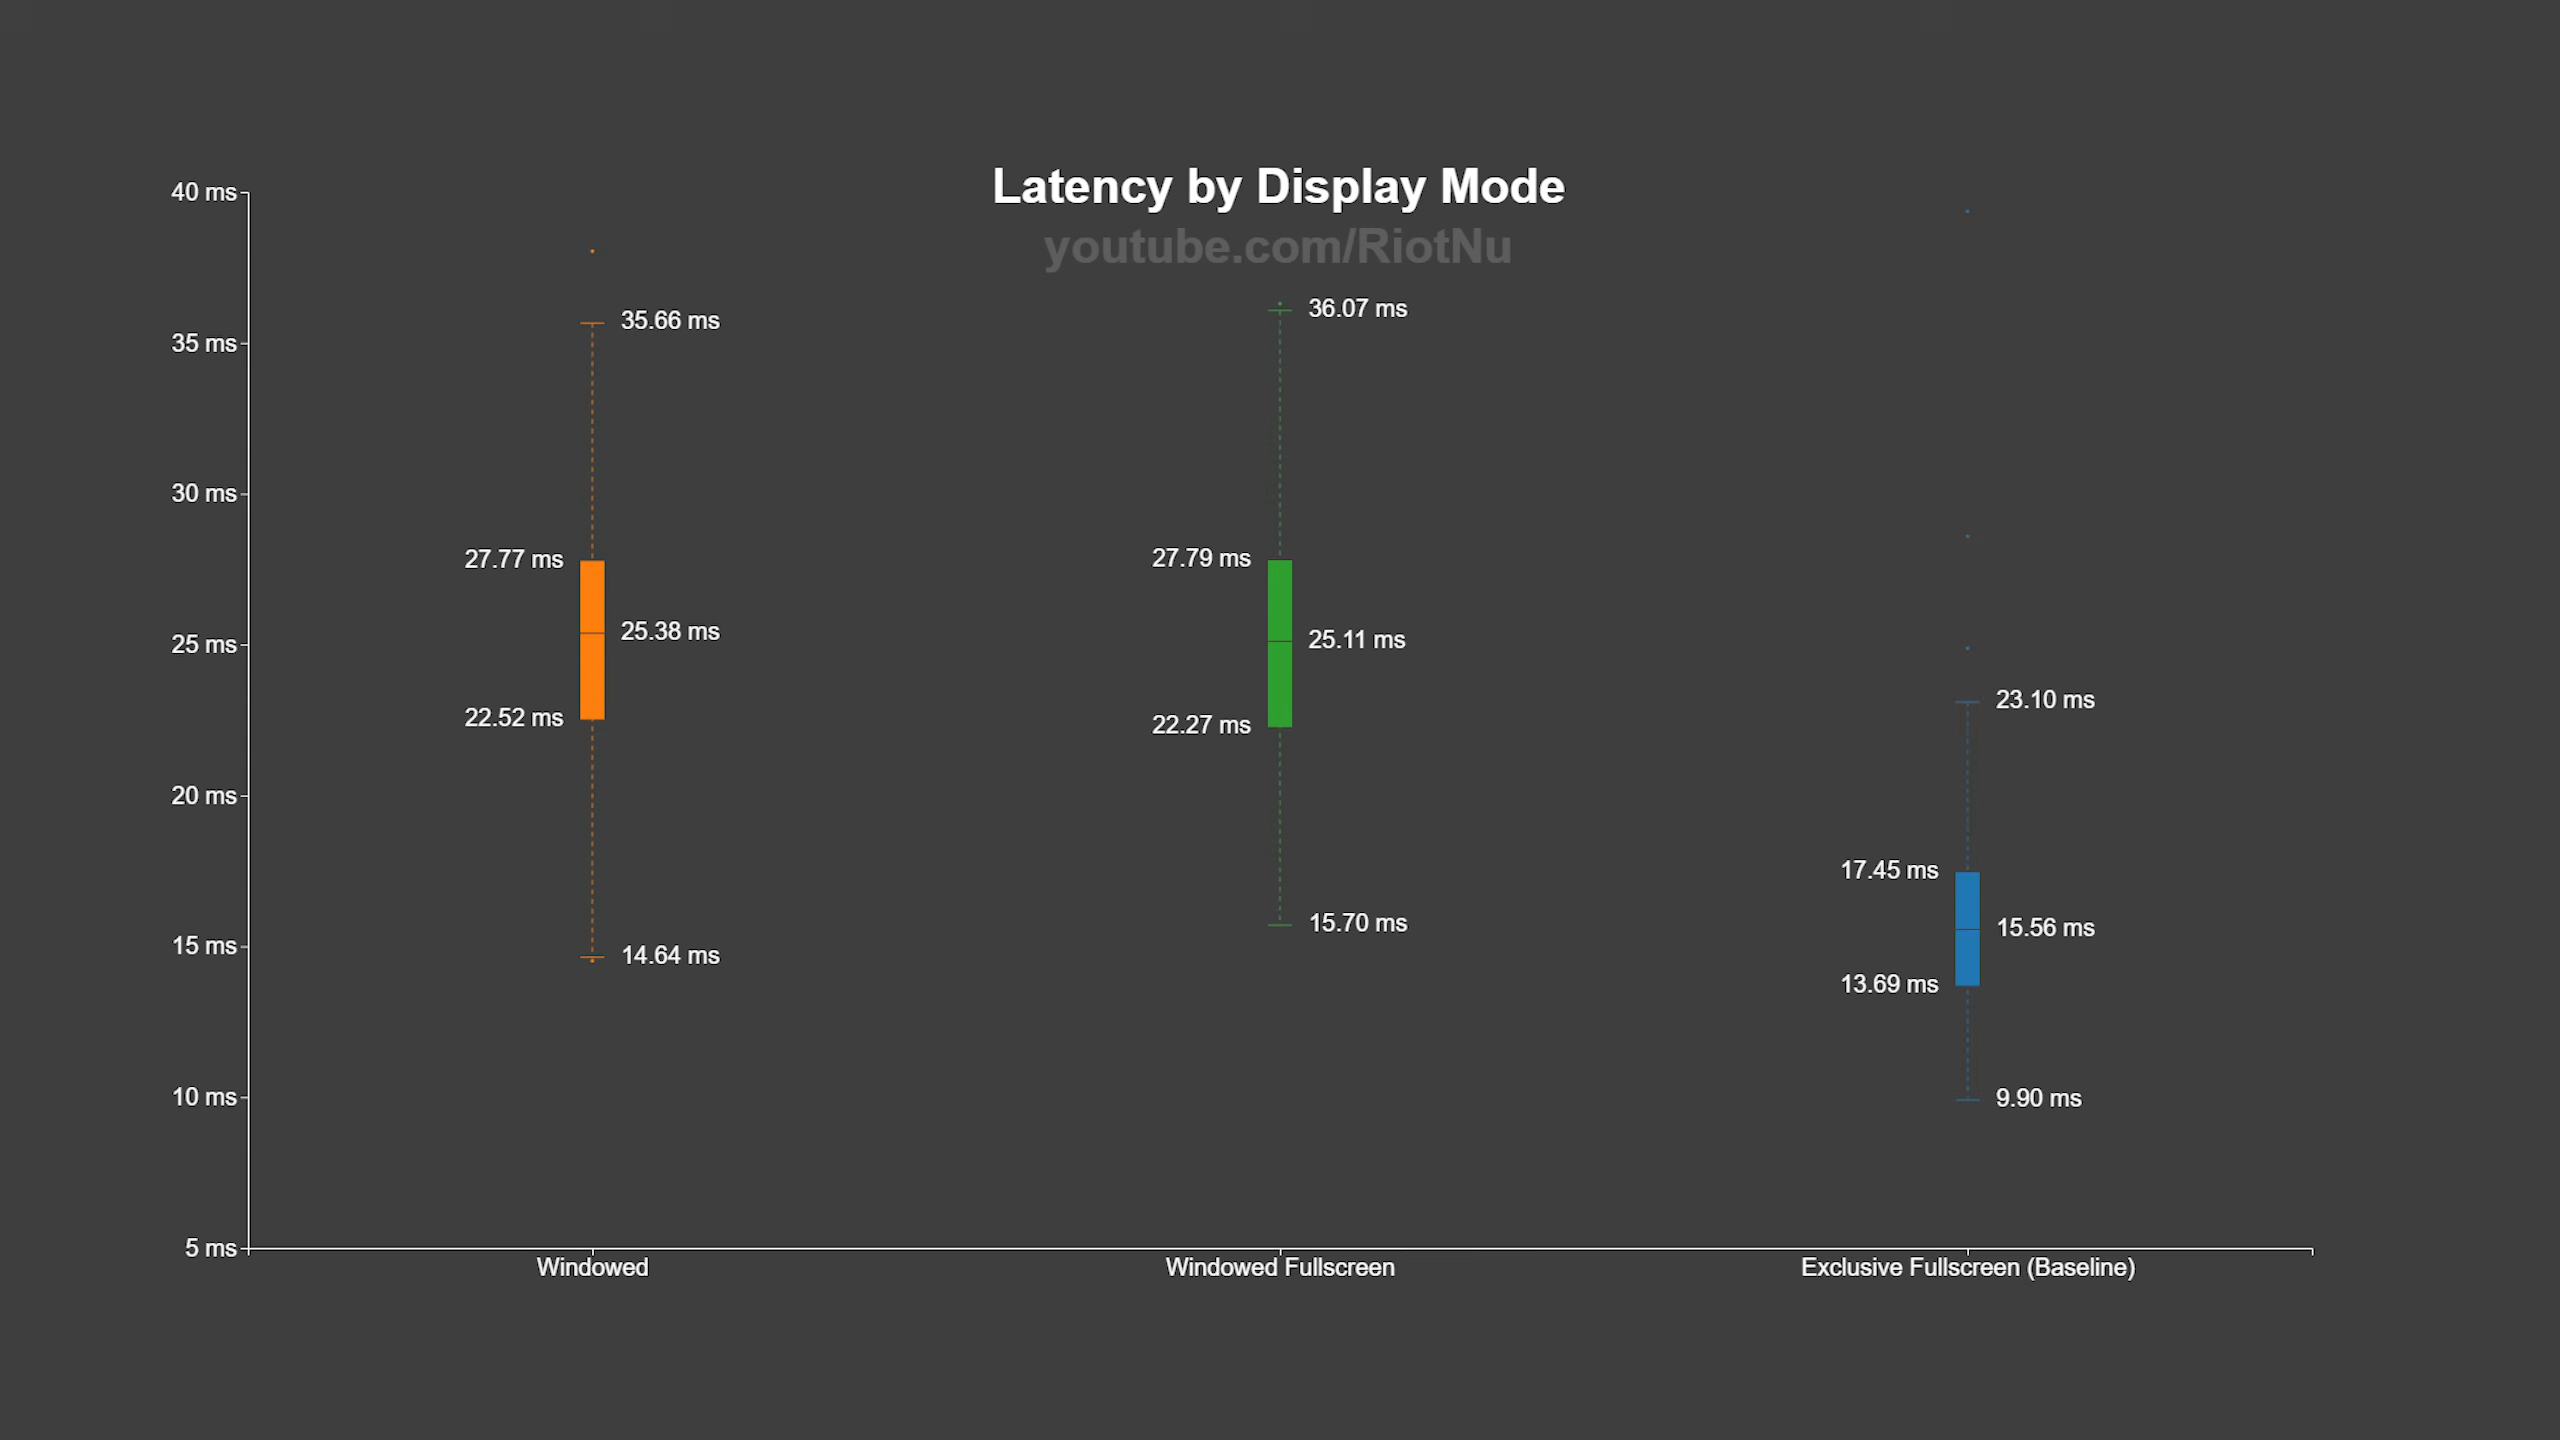 Latency by Display Mode
youtube.com/RiotNu
40 ms
35 ms
30 ms
25 ms
20 ms
15 ms
10 ms
5 ms
35.66 ms
27.77 ms
25.38 ms
22.52 ms
14.64 ms
36.07 ms
27.79 ms
25.11 ms
22.27 ms
15.70 ms
23.10 ms
17.45 ms
15.56 ms
13.69 ms
9.90 ms
Windowed
Windowed Fullscreen
Exclusive Fullscreen (Baseline)